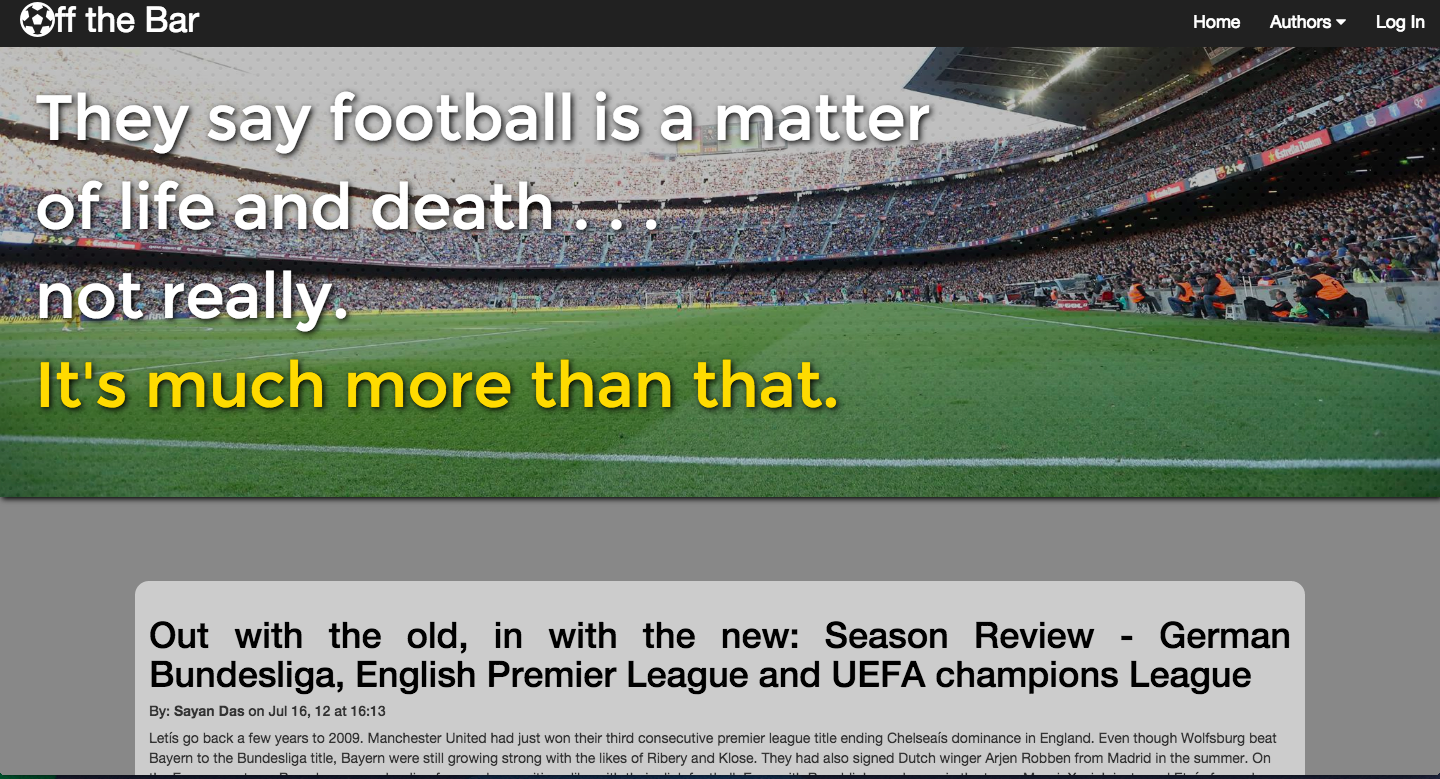 ff the Bar
Home Authors Log In
They say football is a matter
of life and death . . .
not really.
It's much more than that.
Estrella Damm
Out with the old, in with the new: Season Review - German
Bundesliga, English Premier League and UEFA champions League
By: Sayan Das on Jul 16, 12 at 16:13
Letís go back a few years to 2009. Manchester United had just won their third consecutive premier league title ending Chelseaís dominance in England. Even though Wolfsburg beat
Bayern to the Bundesliga title, Bayern were still growing strong with the likes of Ribery and Klose. They had also signed Dutch winger Arjen Robben from Madrid in the summer. On